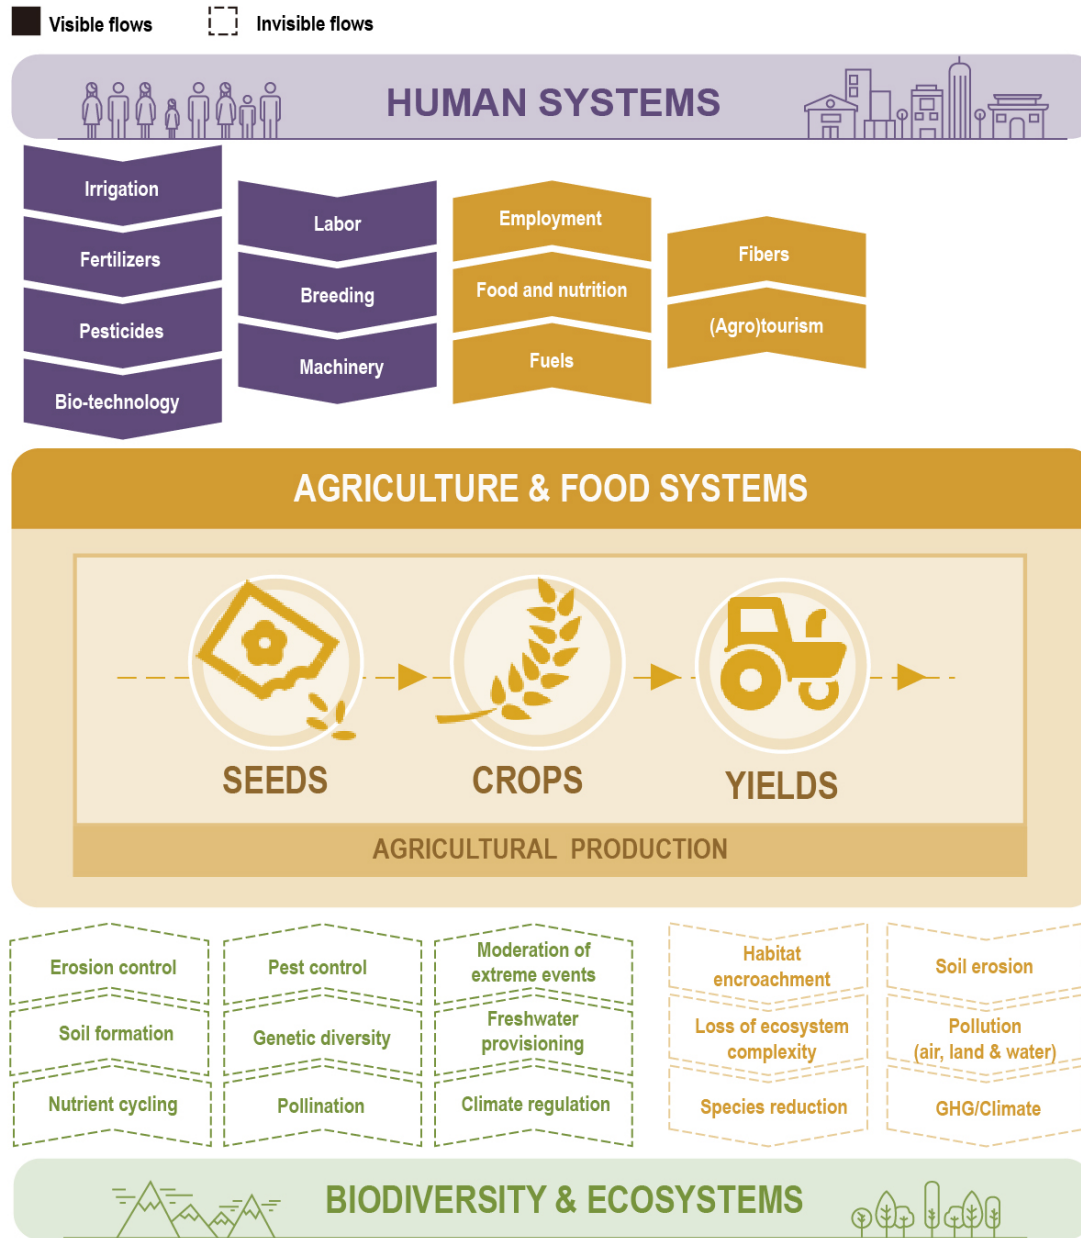 Visible flows
Invisible flows
HUMAN SYSTEMS
Irrigation
Fertilizers
Pesticides
Bio-technology
Labor
Breeding
Machinery
Employment
Food and nutrition
Fuels
Fibers
(Agro)tourism
AGRICULTURE & FOOD SYSTEMS
SEEDS
CROPS
YIELDS
AGRICULTURAL PRODUCTION
Erosion control
Soil formation
Nutrient cycling
Pest control
Genetic diversity
Pollination
Moderation of
extreme events
Freshwater
provisioning
Climate regulation
Habitat
encroachment
Loss of ecosystem
complexity
Species reduction
Soil erosion
Pollution
(air, land & water)
GHG/Climate
BIODIVERSITY & ECOSYSTEMS